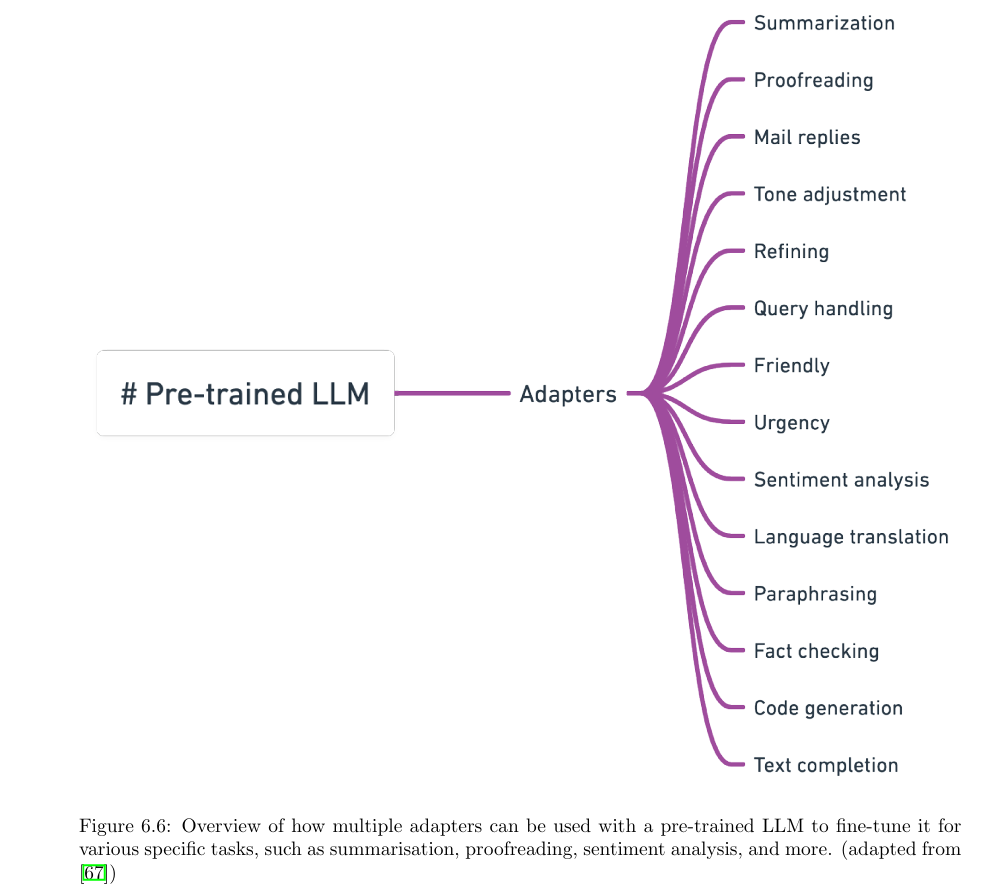 Summarization
Proofreading
Mail replies
Tone adjustment
Refining
Query handling
Friendly
# Pre-trained LLM
Adapters
Urgency
Sentiment analysis
Language translation
Paraphrasing
Fact checking
Code generation
Text completion
Figure 6.6: Overview of how multiple adapters can be used with a pre-trained LLM to fine-tune it for
various specific tasks, such as summarisation, proofreading, sentiment analysis, and more. (adapted from
[67])